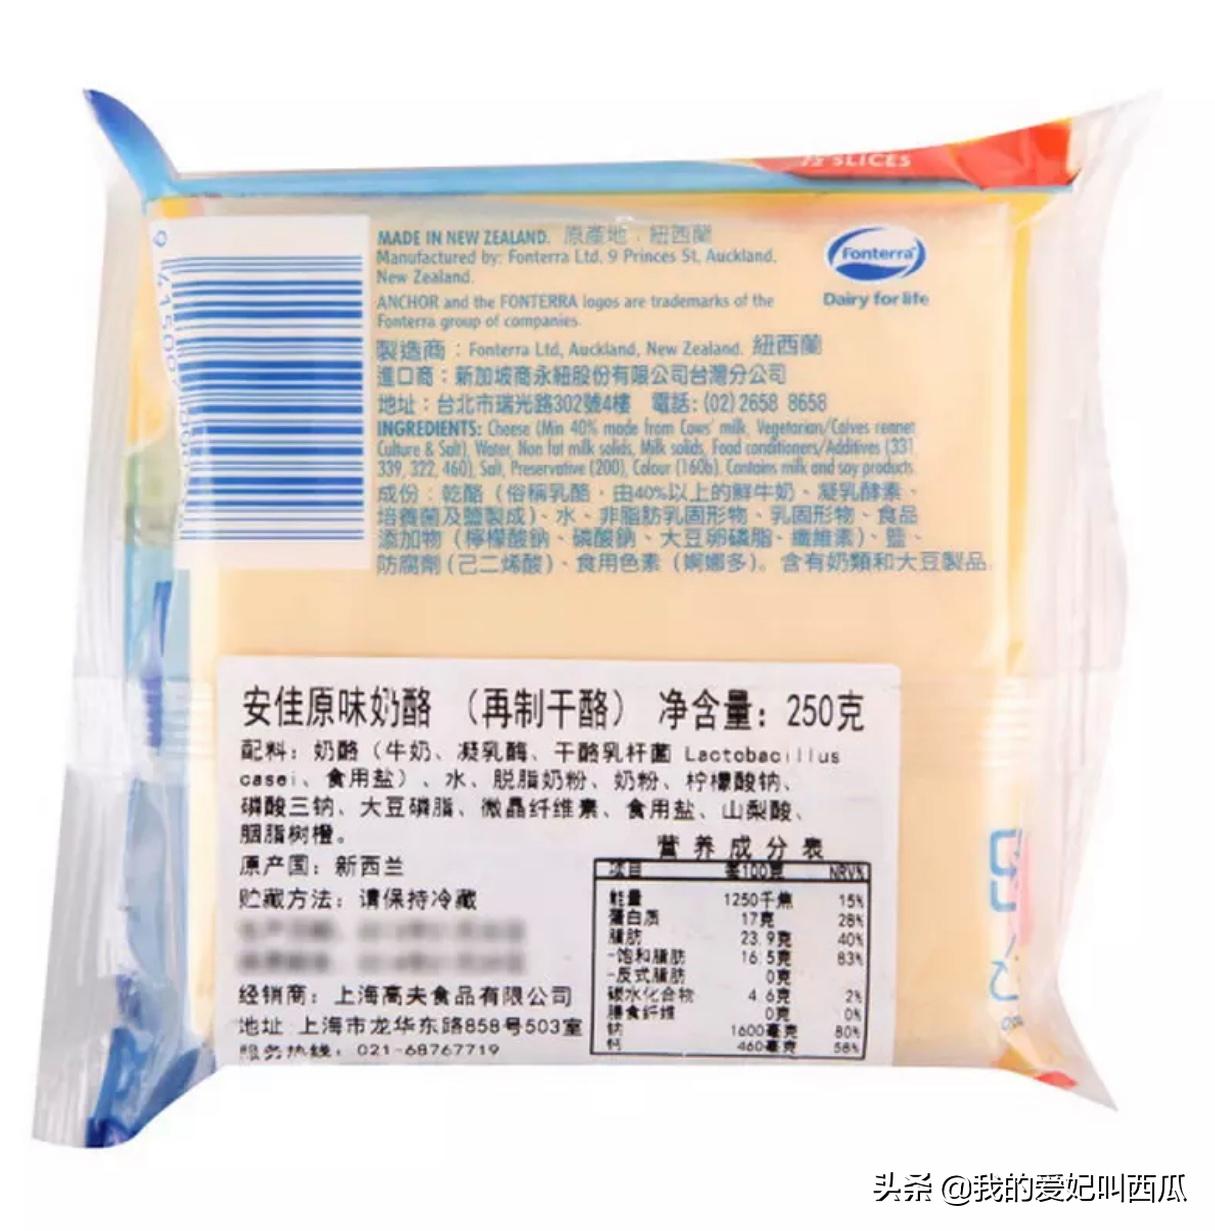 12 SLICES
MADE IN NEW ZEALAND. 原產地：紐西蘭
Manufactured by: Fonterra Ltd, 9 Princes St, Auckland,
New Zealand.
ANCHOR and the FONTERRA logos are trademarks of the
Fonterra group of companies.
Fonterra
Dairy for life
製造商：Fonterra Ltd, Auckland, New Zealand. 紐西蘭
進口商：新加坡商永紐股份有限公司台灣分公司
地址：台北市瑞光路302號4樓 電話：(02) 2658 8658
INGREDIENTS: Cheese (Min 40% made from Cows' milk, Vegetarian/Calves rennet
Culture & Salt), Water, Non fat milk solids, Milk solids, Food conditioners/Additives (331,
339, 322, 460), Salt, Preservative (200), Colour (160b). Contains milk and soy products.
成份：乾酪（俗稱乳酪，由40%以上的鮮牛奶、凝乳酵素、
培養菌及鹽製成）、水、非脂肪乳固形物、乳固形物、食品
添加物（檸檬酸鈉、磷酸鈉、大豆卵磷脂、纖維素）、鹽、
防腐劑（己二烯酸）、食用色素（婀娜多）。含有奶類和大豆製品.
安佳原味奶酪 （再制干酪） 净含量：250克
配料：奶酪（牛奶、凝乳酶、干酪乳杆菌 Lactobacillus
casei、食用盐）、水、脱脂奶粉、奶粉、柠檬酸钠、
磷酸三钠、大豆磷脂、微晶纤维素、食用盐、山梨酸、
胭脂树橙。
原产国：新西兰
贮藏方法：请保持冷藏
经销商：上海高夫食品有限公司
地址:上海市龙华东路858号503室
服务热线：021-68767719
营养成分表
项目 每100克 NRV%
能量 1250千焦 15%
蛋白质 17克 28%
脂肪 23.9克 40%
-饱和脂肪 16.5克 83%
-反式脂肪 0克
碳水化合物 4.6克 2%
膳食纤维 0克 0%
钠 1600毫克 80%
钙 460毫克 58%
头条 @我的爱妃叫西瓜